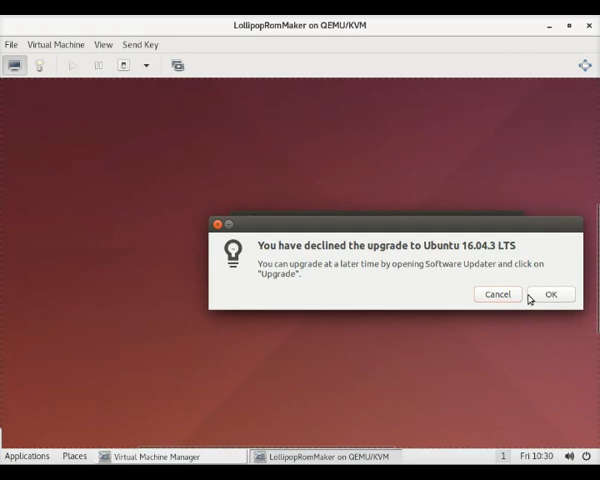 LollipopRomMaker on QEMU/KVM
File Virtual Machine View Send Key
You have declined the upgrade to Ubuntu 16.04.3 LTS
You can upgrade at a later time by opening Software Updater and click on
"Upgrade".
Cancel OK
Applications Places Virtual Machine Manager LollipopRomMaker on QEMU/KVM 1 Fri 10:30